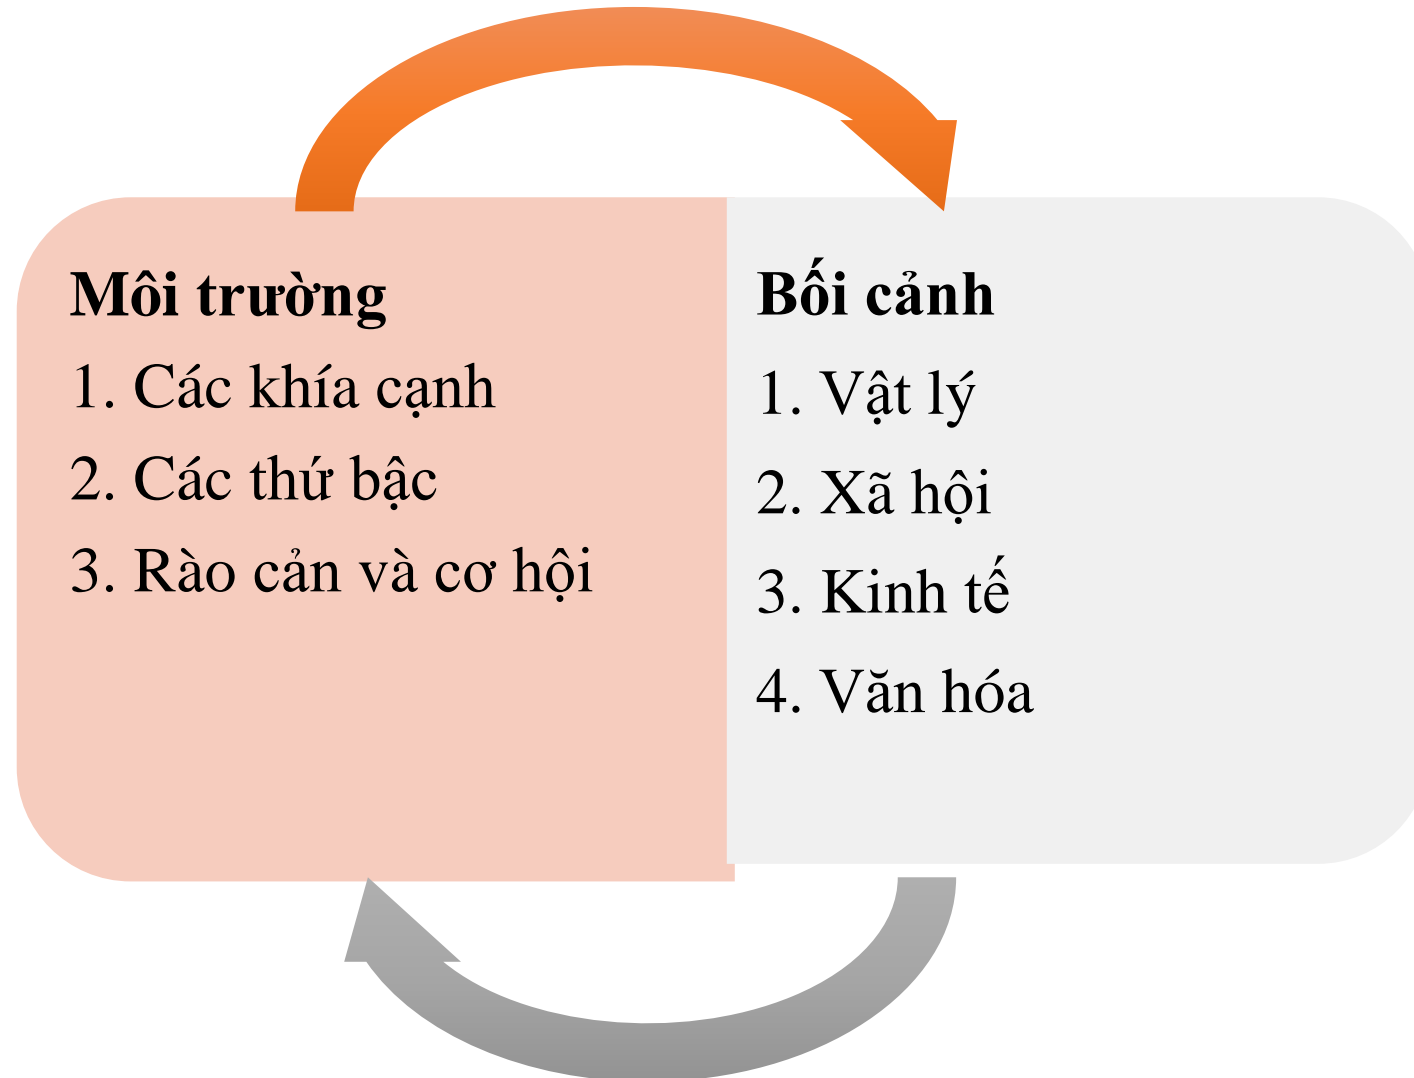 Môi trường
1. Các khía cạnh
2. Các thứ bậc
3. Rào cản và cơ hội
Bối cảnh
1. Vật lý
2. Xã hội
3. Kinh tế
4. Văn hóa